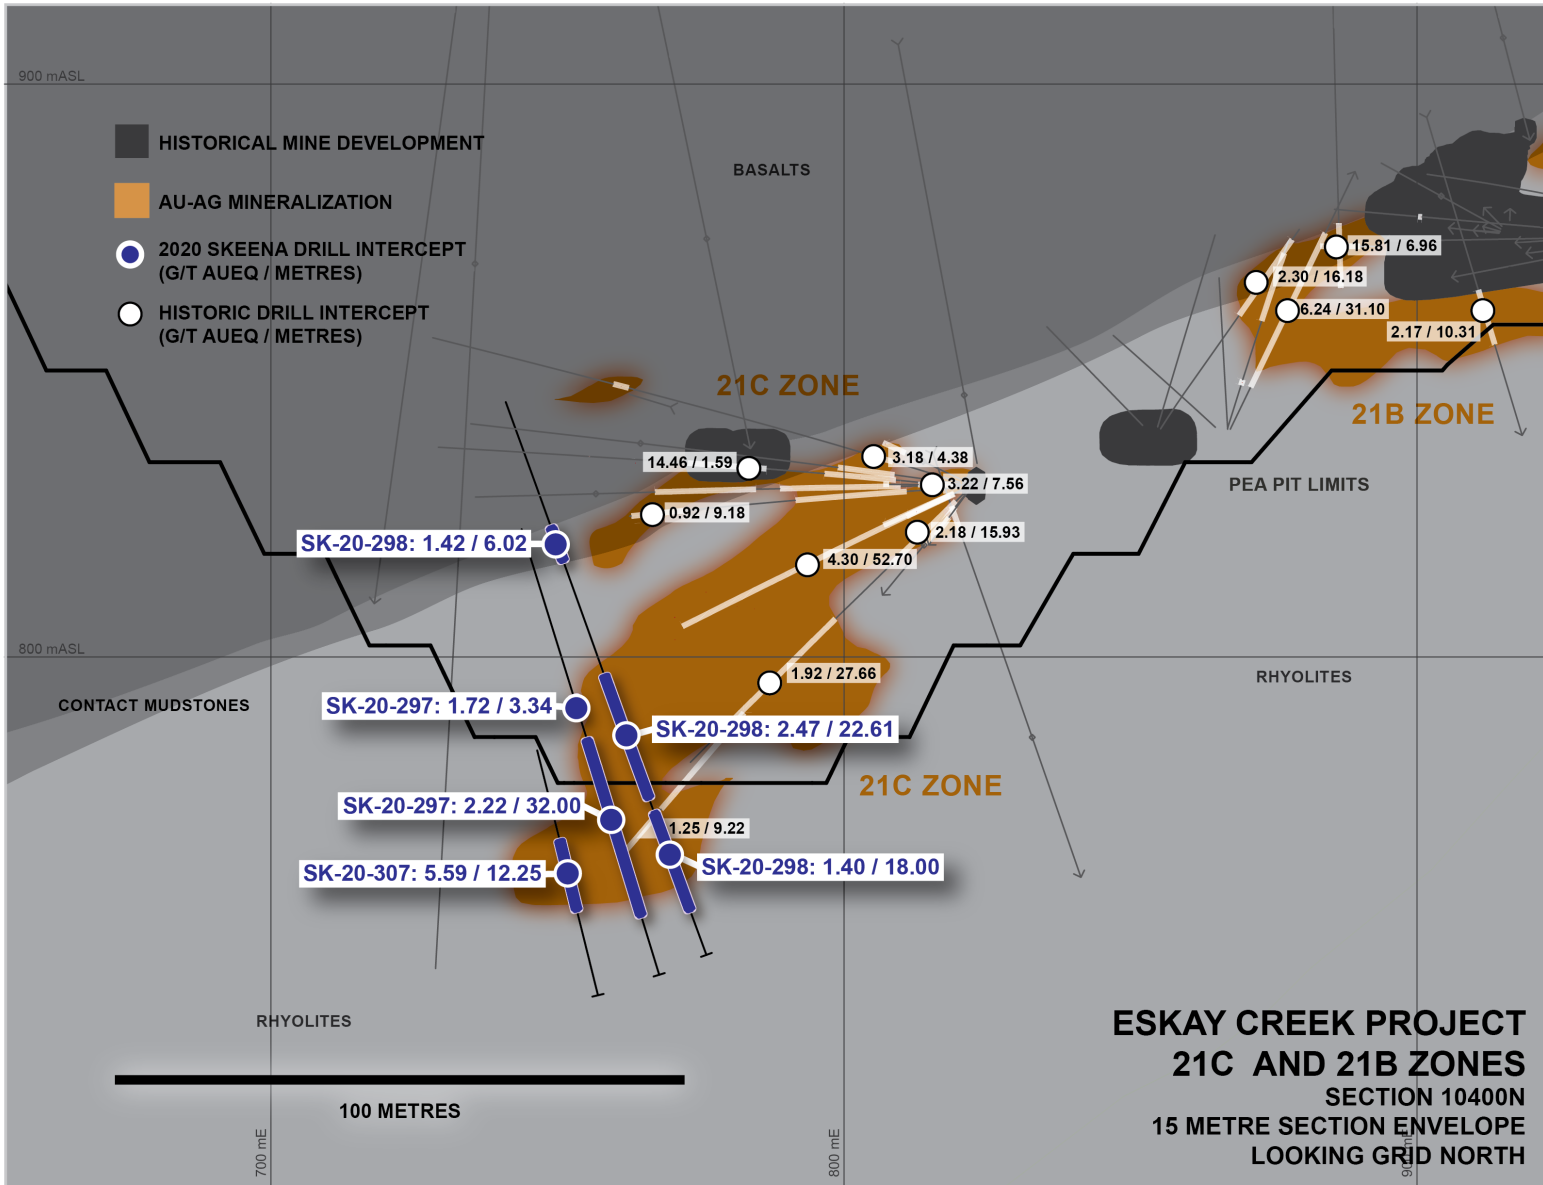 900 mASL
HISTORICAL MINE DEVELOPMENT
AU-AG MINERALIZATION
2020 SKEENA DRILL INTERCEPT
(G/T AUEQ / METRES)
HISTORIC DRILL INTERCEPT
(G/T AUEQ / METRES)
BASALTS
15.81 / 6.96
2.30 / 16.18
6.24 / 31.10
2.17 / 10.31
21C ZONE
21B ZONE
14.46 / 1.59
3.18 / 4.38
3.22 / 7.56
PEA PIT LIMITS
0.92 / 9.18
2.18 / 15.93
SK-20-298: 1.42 / 6.02
4.30 / 52.70
800 mASL
1.92 / 27.66
RHYOLITES
CONTACT MUDSTONES
SK-20-297: 1.72 / 3.34
SK-20-298: 2.47 / 22.61
21C ZONE
SK-20-297: 2.22 / 32.00
1.25 / 9.22
SK-20-307: 5.59 / 12.25
SK-20-298: 1.40 / 18.00
RHYOLITES
100 METRES
ESKAY CREEK PROJECT
21C AND 21B ZONES
SECTION 10400N
15 METRE SECTION ENVELOPE
LOOKING GRID NORTH
700 mE
800 mE
900 mE